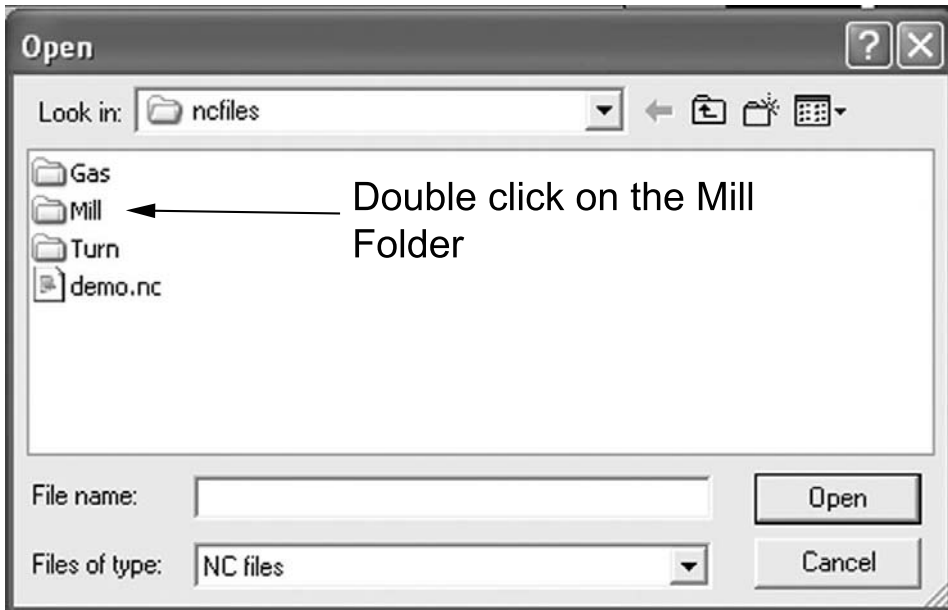 Open
Look in: ncfiles
Gas
Mill
Double click on the Mill
Folder
Turn
demo.nc
File name:
Open
Files of type: NC files
Cancel